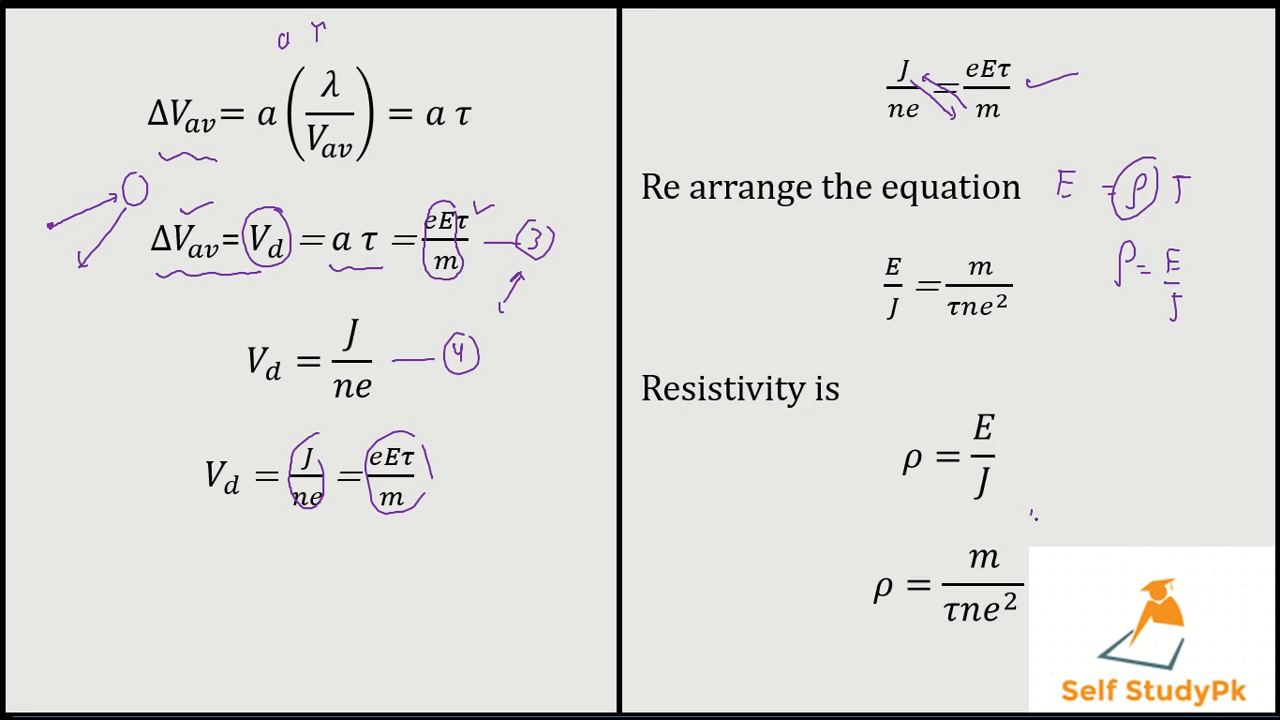 a τ
ΔV_av = a (λ/V_av) = a τ
ΔV_av = V_d = a τ = eEτ/m — 3
V_d = J/ne — 4
V_d = J/ne = eEτ/m
J/ne = eEτ/m
Re arrange the equation E = ρ J
ρ = E/J
E/J = m/τne²
Resistivity is
ρ = E/J
ρ = m/τne²
Self StudyPk